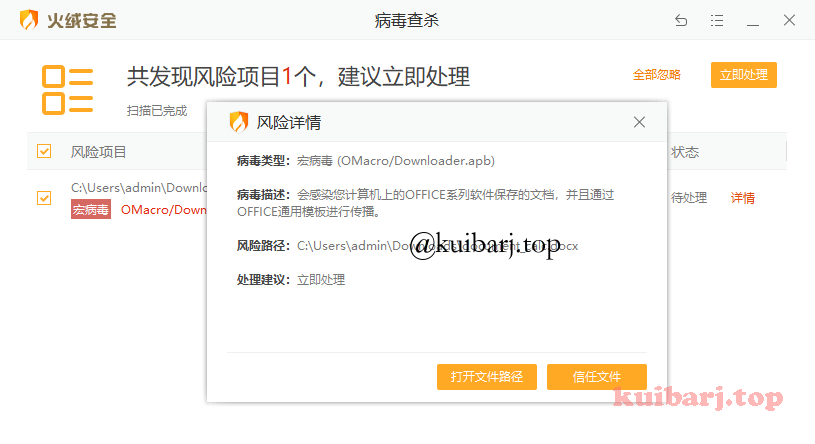 火绒安全
病毒查杀
共发现风险项目1个，建议立即处理
全部忽略
立即处理
扫描已完成
风险项目
状态
C:\Users\admin\Downlo
宏病毒 OMacro/Down
待处理
详情
风险详情
病毒类型： 宏病毒 (OMacro/Downloader.apb)
病毒描述： 会感染您计算机上的OFFICE系列软件保存的文档，并且通过
OFFICE通用模板进行传播。
风险路径： C:\Users\admin\Downloads\document_calc.docx
@kuibarj.top
处理建议： 立即处理
打开文件路径
信任文件
kuibarj.top